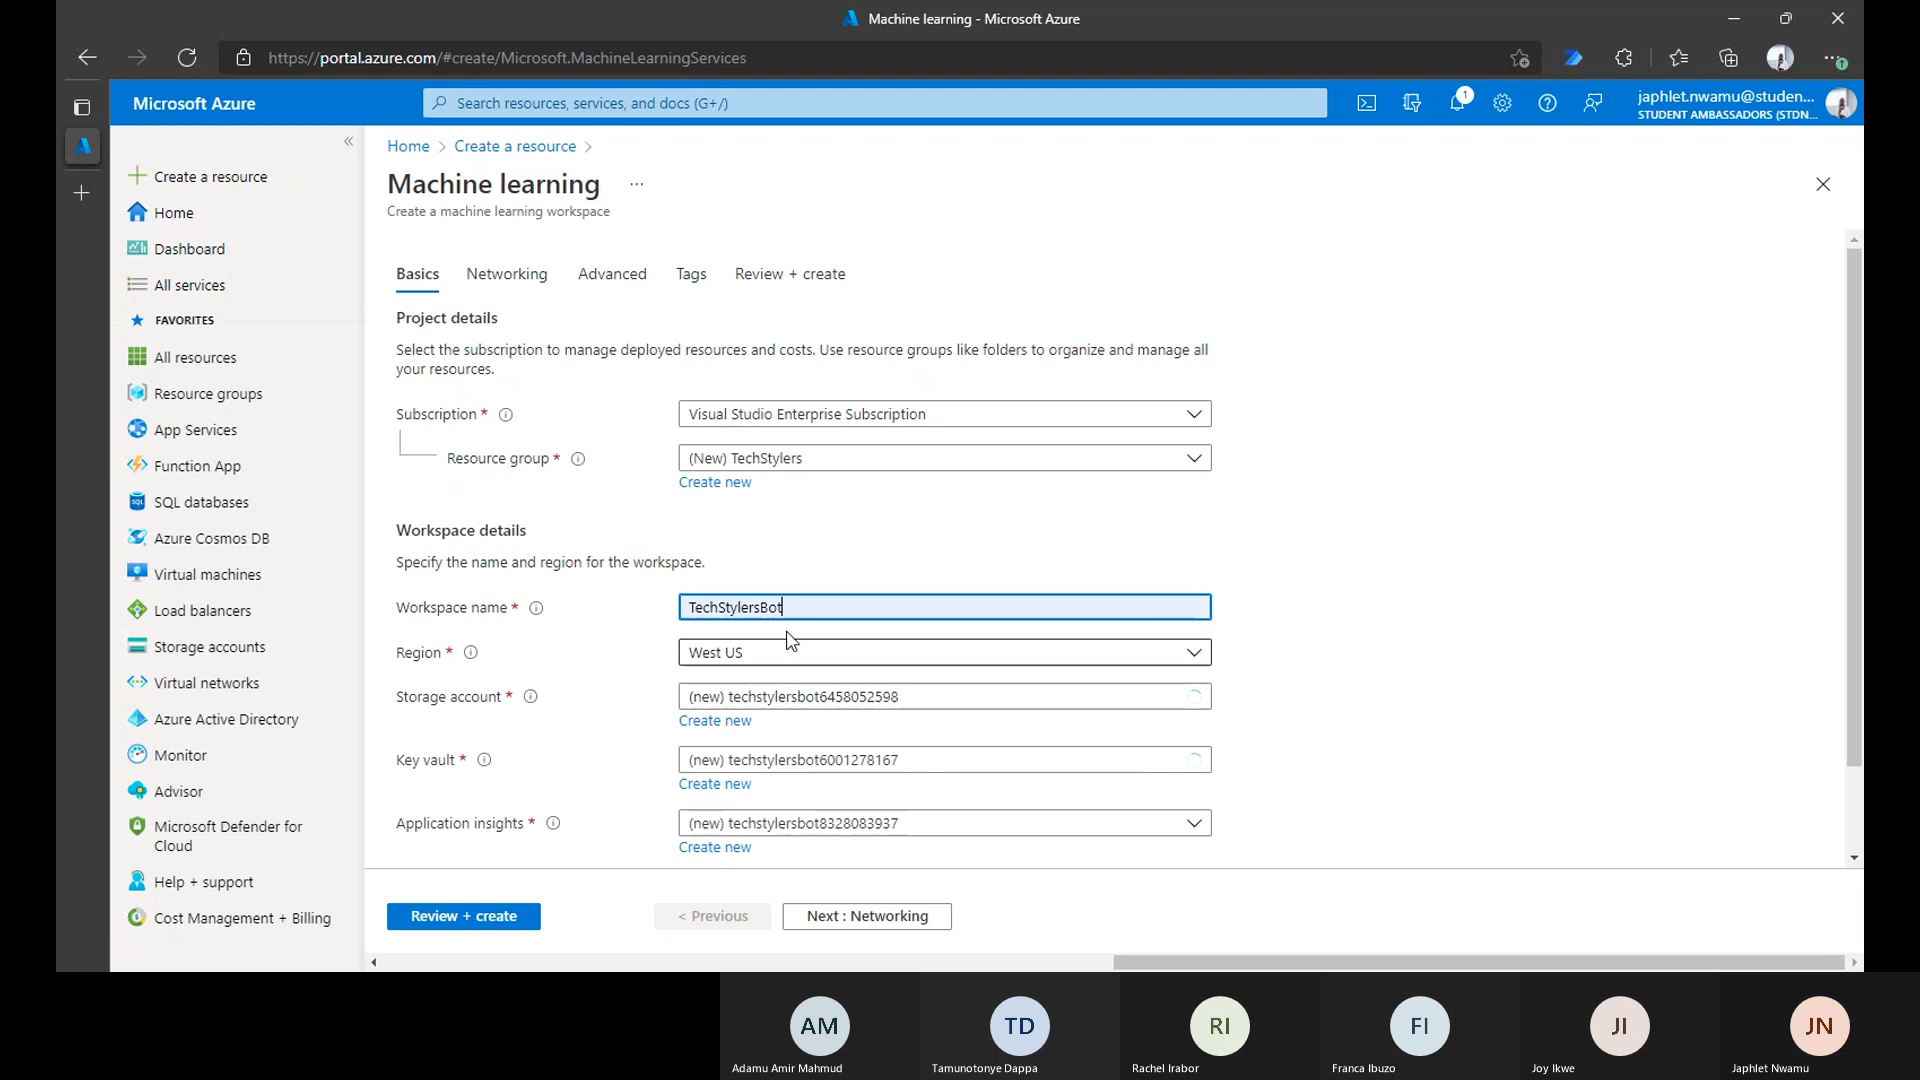 Machine learning - Microsoft Azure
https://portal.azure.com/#create/Microsoft.MachineLearningServices
Microsoft Azure
Search resources, services, and docs (G+/)
1
japhlet.nwamu@studen...
STUDENT AMBASSADORS (STDN...
Create a resource
Home
Dashboard
All services
FAVORITES
All resources
Resource groups
App Services
Function App
SQL databases
Azure Cosmos DB
Virtual machines
Load balancers
Storage accounts
Virtual networks
Azure Active Directory
Monitor
Advisor
Microsoft Defender for
Cloud
Help + support
Cost Management + Billing
Home > Create a resource >
Machine learning ...
Create a machine learning workspace
Basics Networking Advanced Tags Review + create
Project details
Select the subscription to manage deployed resources and costs. Use resource groups like folders to organize and manage all
your resources.
Subscription * Visual Studio Enterprise Subscription
Resource group * (New) TechStylers
Create new
Workspace details
Specify the name and region for the workspace.
Workspace name * TechStylersBot
Region * West US
Storage account * (new) techstylersbot6458052598
Create new
Key vault * (new) techstylersbot6001278167
Create new
Application insights * (new) techstylersbot8328083937
Create new
Review + create < Previous Next : Networking
AM TD RI FI JI JN
Adamu Amir Mahmud Tamunotonye Dappa Rachel Irabor Franca Ibuzo Joy Ikwe Japhlet Nwamu